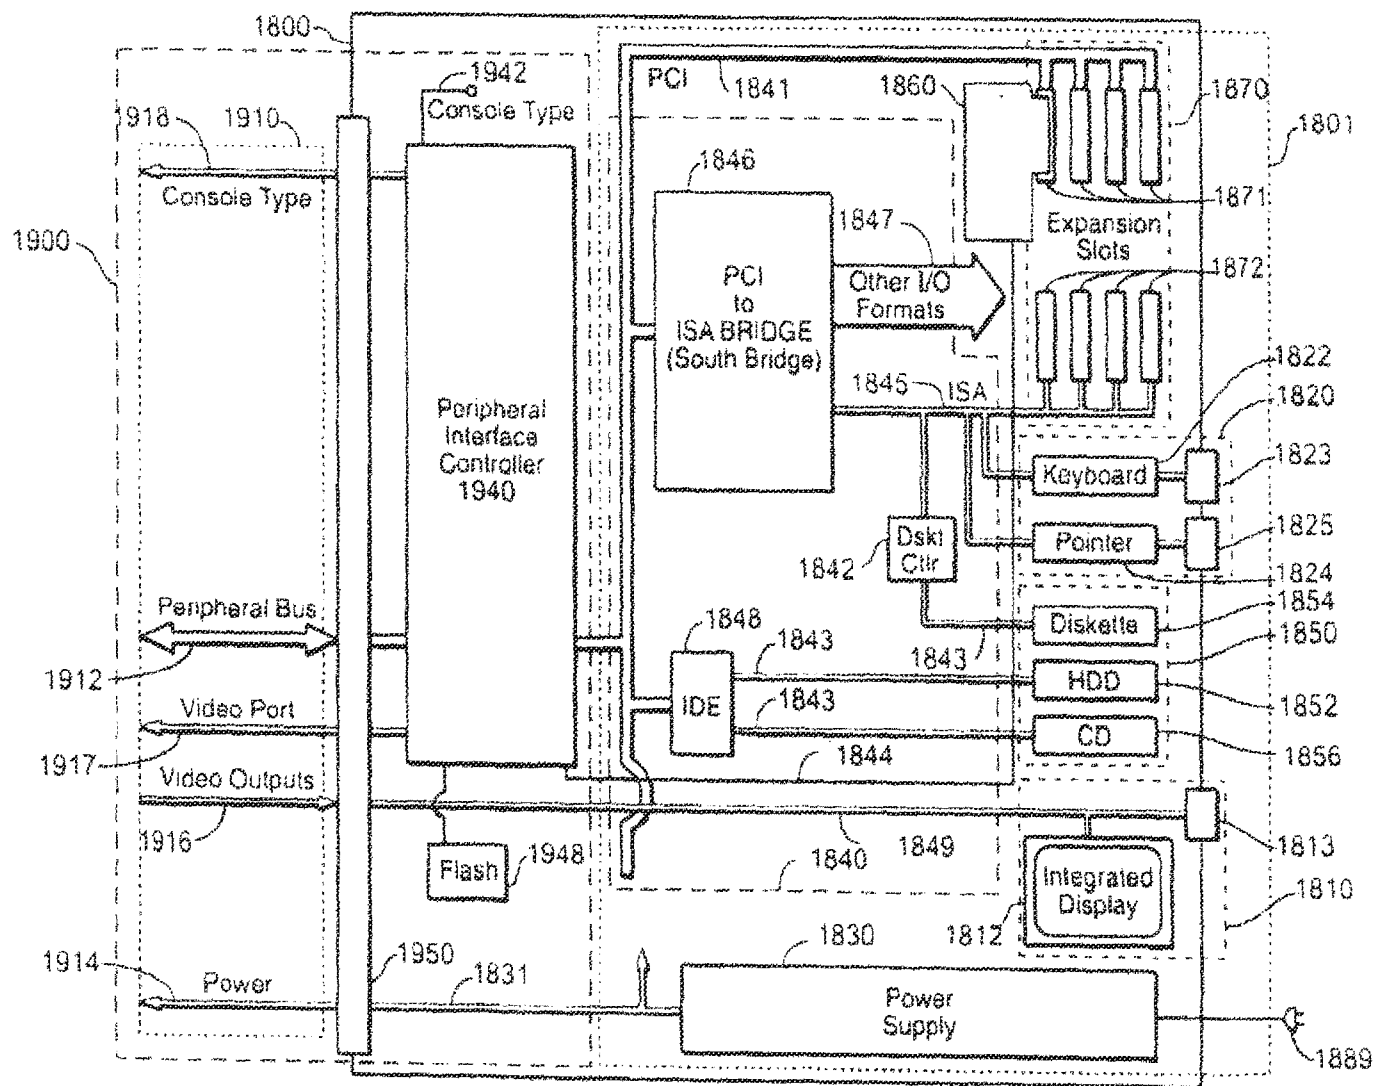 1800
1942
Console Type
1918
1910
PCI
1841
1860
1870
1801
1846
Console Type
1847
1871
Expansion
Slots
1900
PCI
to
ISA BRIDGE
(South Bridge)
Other I/O
Formats
1872
1822
1845
ISA
1820
Peripheral
Interface
Controller
1940
Keyboard
1823
Dskt
Ctlr
1842
Pointer
1825
1824
Peripheral Bus
1848
1843
1843
Diskette
1854
1850
1912
IDE
HDD
1852
Video Port
1843
CD
1856
1917
Video Outputs
1844
1916
Flash
1948
1849
1840
1813
Integrated
Display
1812
1810
1914
Power
1950
1831
1830
Power
Supply
1889